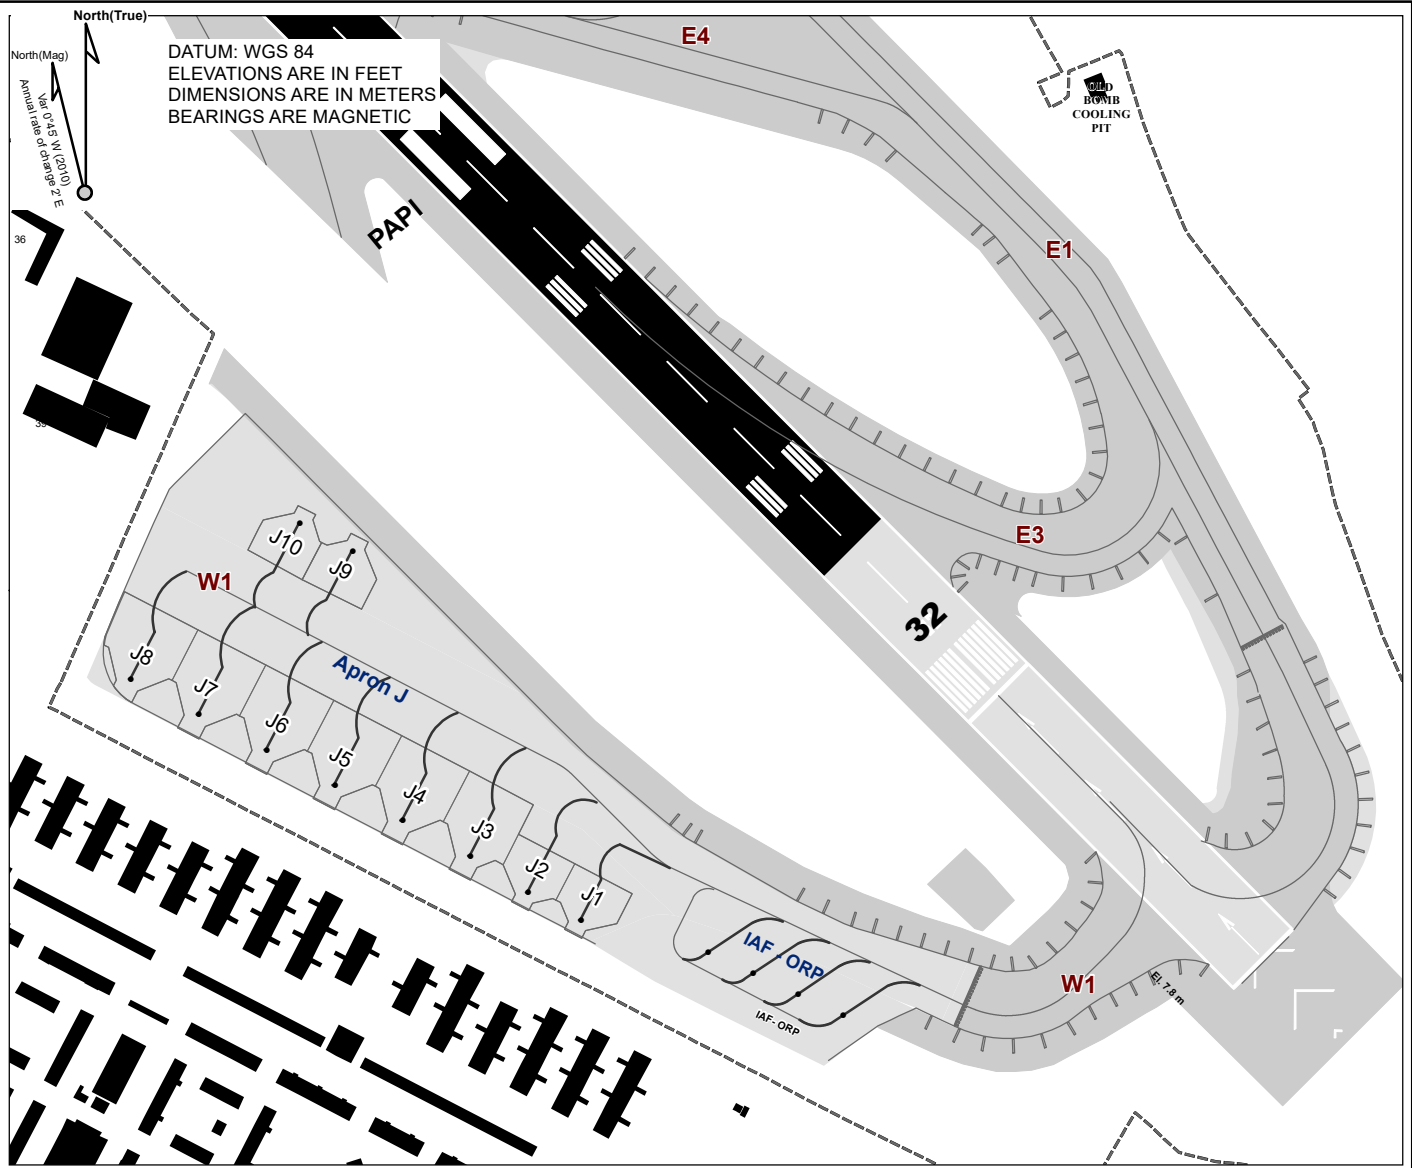 North(True)
North(Mag)
Var 0°45' W (2010)
Annual rate of change 2' E
DATUM: WGS 84
ELEVATIONS ARE IN FEET
DIMENSIONS ARE IN METERS
BEARINGS ARE MAGNETIC
E4
OLD
BOMB
COOLING
PIT
PAPI
E1
36
E3
J10
J9
W1
32
Apron J
J8
J7
J6
J5
J4
J3
J2
J1
IAF - ORP
IAF- ORP
W1
El. 7.8 m